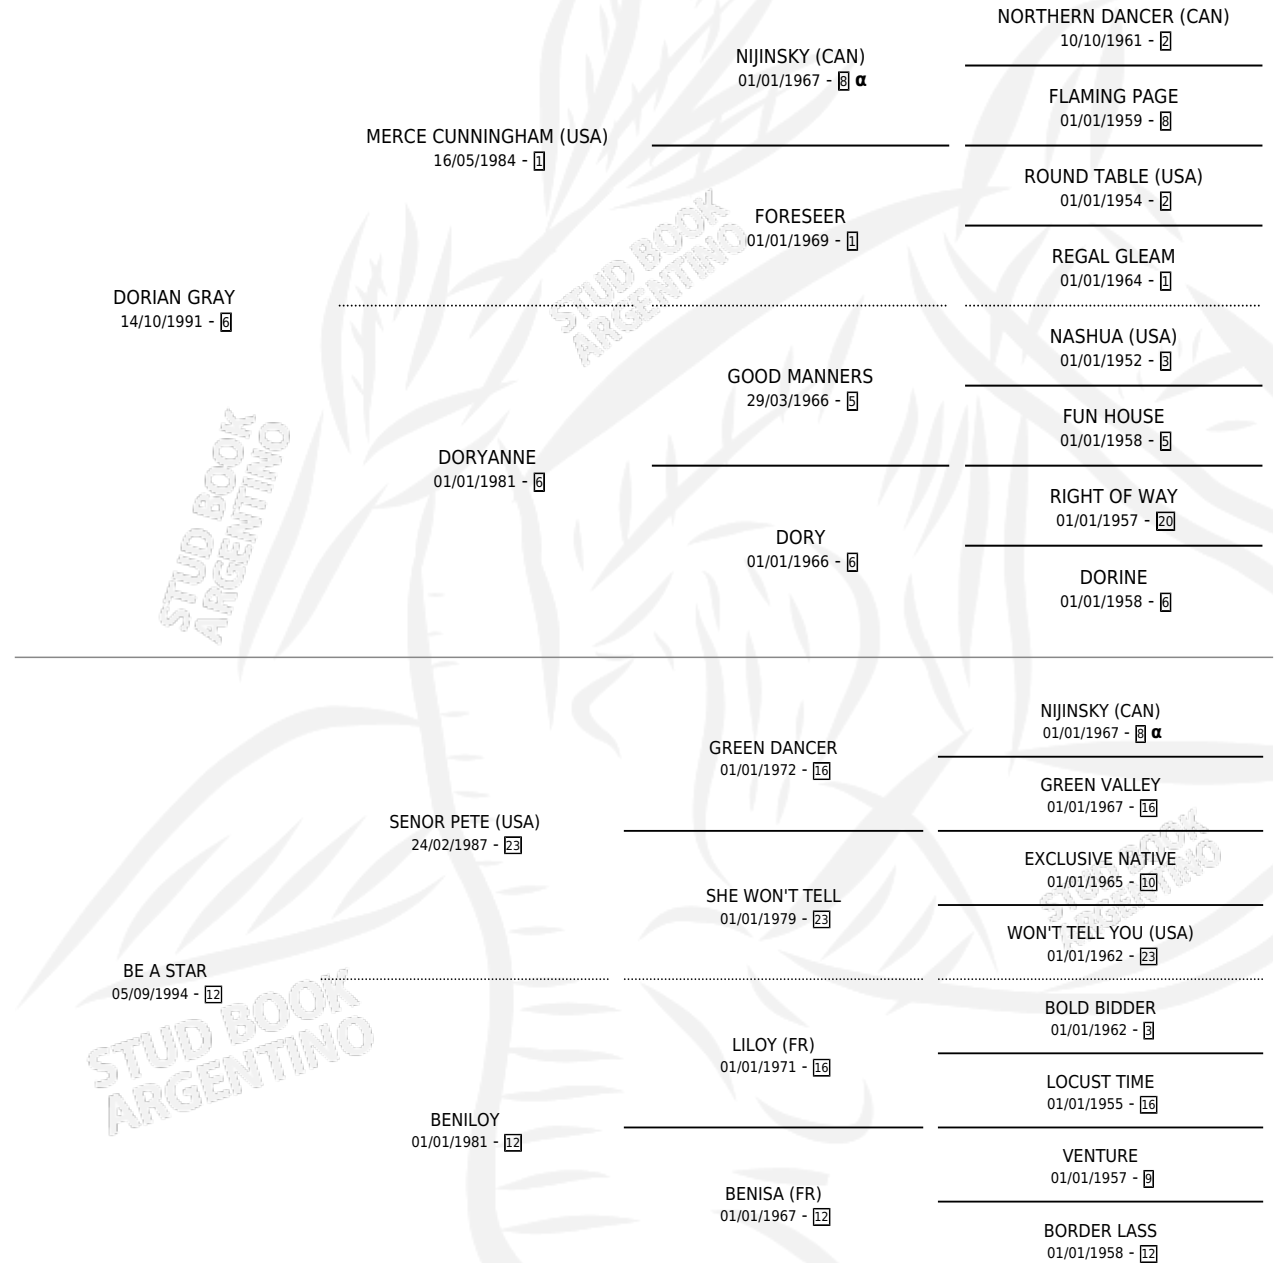 NORTHERN DANCER (CAN)
10/10/1961 - 2
NIJINSKY (CAN)
01/01/1967 - 8 α
FLAMING PAGE
01/01/1959 - 8
MERCE CUNNINGHAM (USA)
16/05/1984 - 1
ROUND TABLE (USA)
01/01/1954 - 2
FORESEER
01/01/1969 - 1
REGAL GLEAM
01/01/1964 - 1
STUD BOOK
ARGENTINO
DORIAN GRAY
14/10/1991 - 6
NASHUA (USA)
01/01/1952 - 3
GOOD MANNERS
29/03/1966 - 5
FUN HOUSE
01/01/1958 - 5
DORYANNE
01/01/1981 - 6
RIGHT OF WAY
01/01/1957 - 20
DORY
01/01/1966 - 6
DORINE
01/01/1958 - 6
STUD BOOK
ARGENTINO
NIJINSKY (CAN)
01/01/1967 - 8 α
GREEN DANCER
01/01/1972 - 16
GREEN VALLEY
01/01/1967 - 16
SENOR PETE (USA)
24/02/1987 - 23
EXCLUSIVE NATIVE
01/01/1965 - 10
SHE WON'T TELL
01/01/1979 - 23
WON'T TELL YOU (USA)
01/01/1962 - 23
STUD BOOK
ARGENTINO
BE A STAR
05/09/1994 - 12
BOLD BIDDER
01/01/1962 - 3
LILOY (FR)
01/01/1971 - 16
LOCUST TIME
01/01/1955 - 16
STUD BOOK
ARGENTINO
BENILOY
01/01/1981 - 12
VENTURE
01/01/1957 - 9
BENISA (FR)
01/01/1967 - 12
BORDER LASS
01/01/1958 - 12